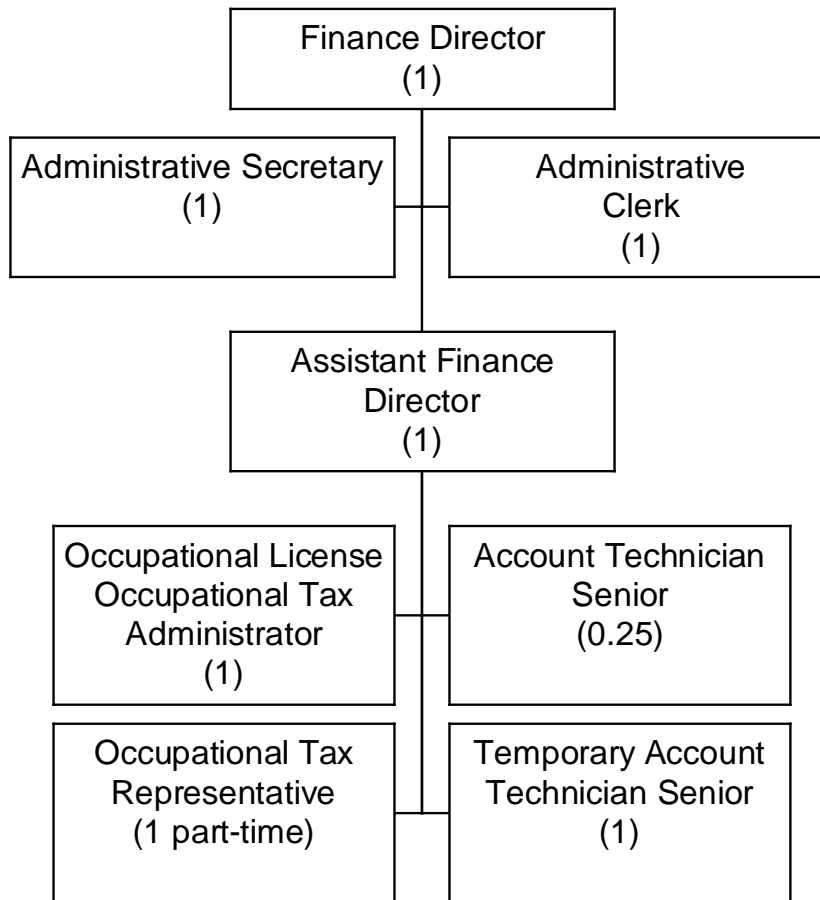 Finance Director
(1)
Administrative Secretary
(1)
Administrative
Clerk
(1)
Assistant Finance
Director
(1)
Occupational License
Occupational Tax
Administrator
(1)
Account Technician
Senior
(0.25)
Occupational Tax
Representative
(1 part-time)
Temporary Account
Technician Senior
(1)